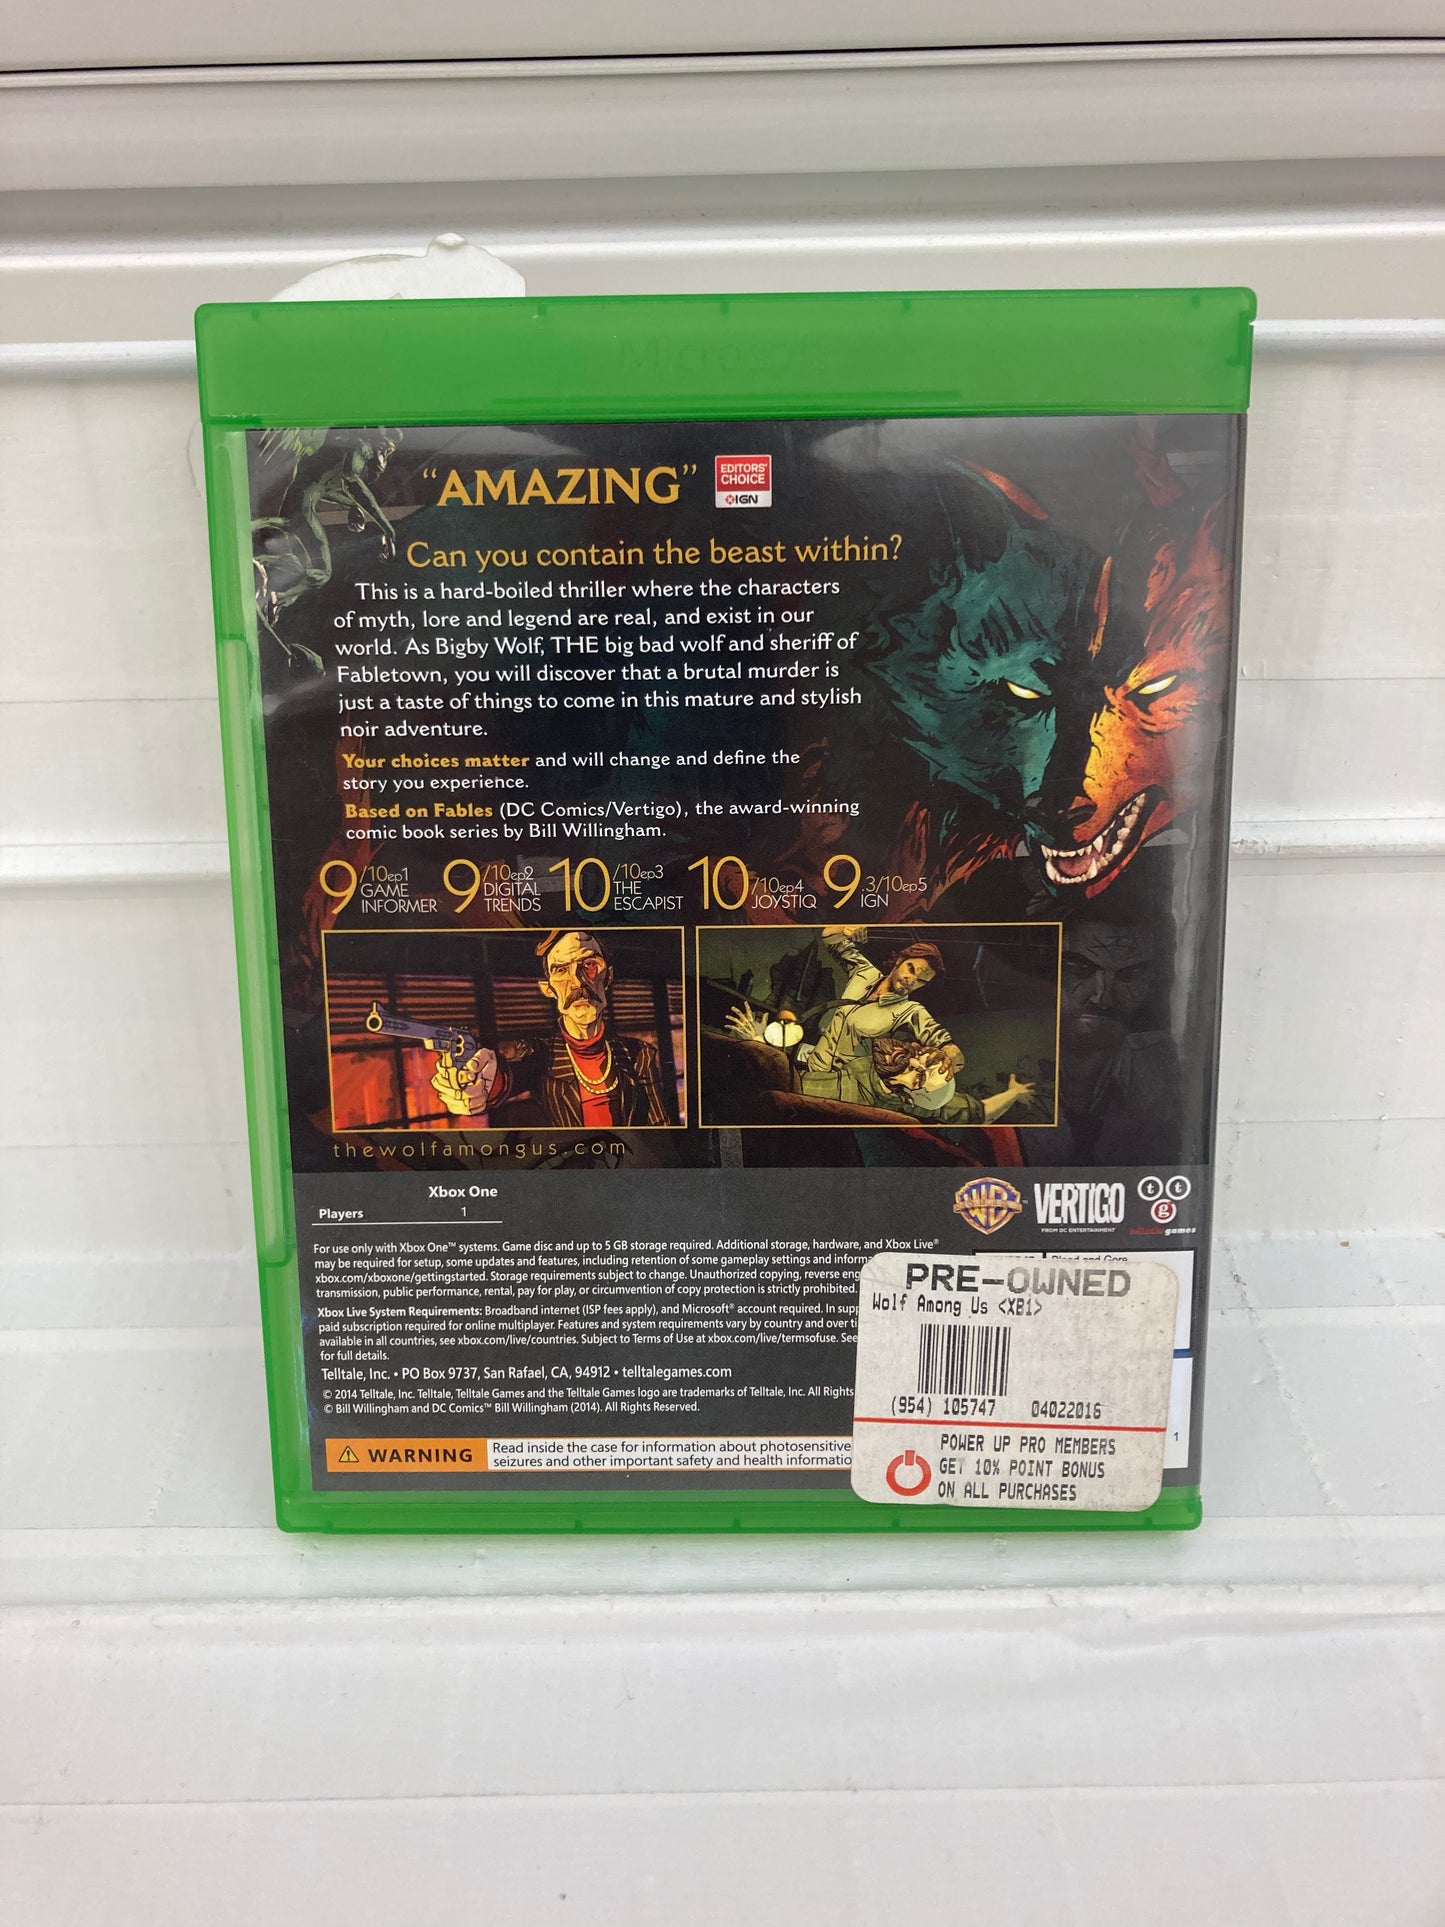 Microsoft
“AMAZING”
EDITORS'
CHOICE
IGN
Can you contain the beast within?
This is a hard-boiled thriller where the characters
of myth, lore and legend are real, and exist in our
world. As Bigby Wolf, THE big bad wolf and sheriff of
Fabletown, you will discover that a brutal murder is
just a taste of things to come in this mature and stylish
noir adventure.
Your choices matter and will change and define the
story you experience.
Based on Fables (DC Comics/Vertigo), the award-winning
comic book series by Bill Willingham.
9/10ep1
GAME
INFORMER
9/10ep2
DIGITAL
TRENDS
10/10ep3
THE
ESCAPIST
10/10ep4
JOYSTIQ
9.3/10ep5
IGN
thewolfamongus.com
Xbox One
Players 1
WB
VERTIGO
FROM DC ENTERTAINMENT
ttg
telltale games
For use only with Xbox One™ systems. Game disc and up to 5 GB storage required. Additional storage, hardware, and Xbox Live®
may be required for setup, some updates and features, including retention of some gameplay settings and
xbox.com/xboxone/gettingstarted. Storage requirements subject to change. Unauthorized copying, reverse
transmission, public performance, rental, pay for play, or circumvention of copy protection is strictly prohibited.
Xbox Live System Requirements: Broadband internet (ISP fees apply), and Microsoft® account required. In
paid subscription required for online multiplayer. Features and system requirements vary by country and over
available in all countries, see xbox.com/live/countries. Subject to Terms of Use at xbox.com/live/termsofuse. See
for full details.
Telltale, Inc. • PO Box 9737, San Rafael, CA, 94912 • telltalegames.com
© 2014 Telltale, Inc. Telltale, Telltale Games and the Telltale Games logo are trademarks of Telltale, Inc. All Rights
© Bill Willingham and DC Comics™ Bill Willingham (2014). All Rights Reserved.
WARNING
Read inside the case for information about photosensitive
seizures and other important safety and health
Blood and Gore
PRE-OWNED
Wolf Among Us <XB1>
(954) 105747 04022016
POWER UP PRO MEMBERS
GET 10% POINT BONUS
ON ALL PURCHASES
1